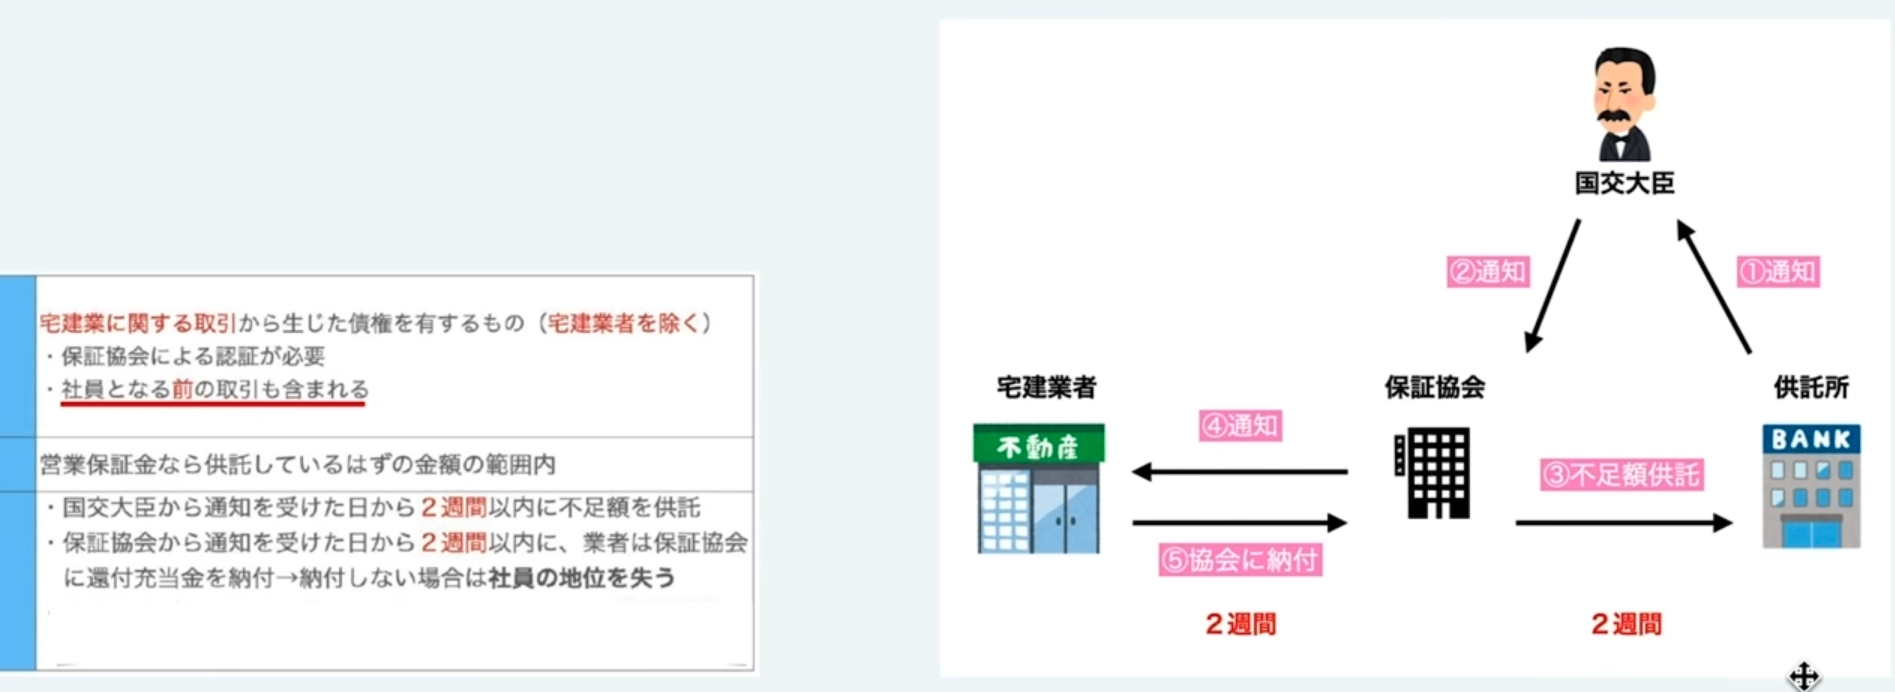 宅建業に関する取引から生じた債権を有するもの（宅建業者を除く）
・保証協会による認証が必要
・社員となる前の取引も含まれる
営業保証金なら供託しているはずの金額の範囲内
・国交大臣から通知を受けた日から２週間以内に不足額を供託
・保証協会から通知を受けた日から２週間以内に、業者は保証協会
に還付充当金を納付→納付しない場合は社員の地位を失う
国交大臣
②通知
①通知
宅建業者
保証協会
供託所
④通知
不動産
BANK
③不足額供託
⑤協会に納付
２週間
２週間